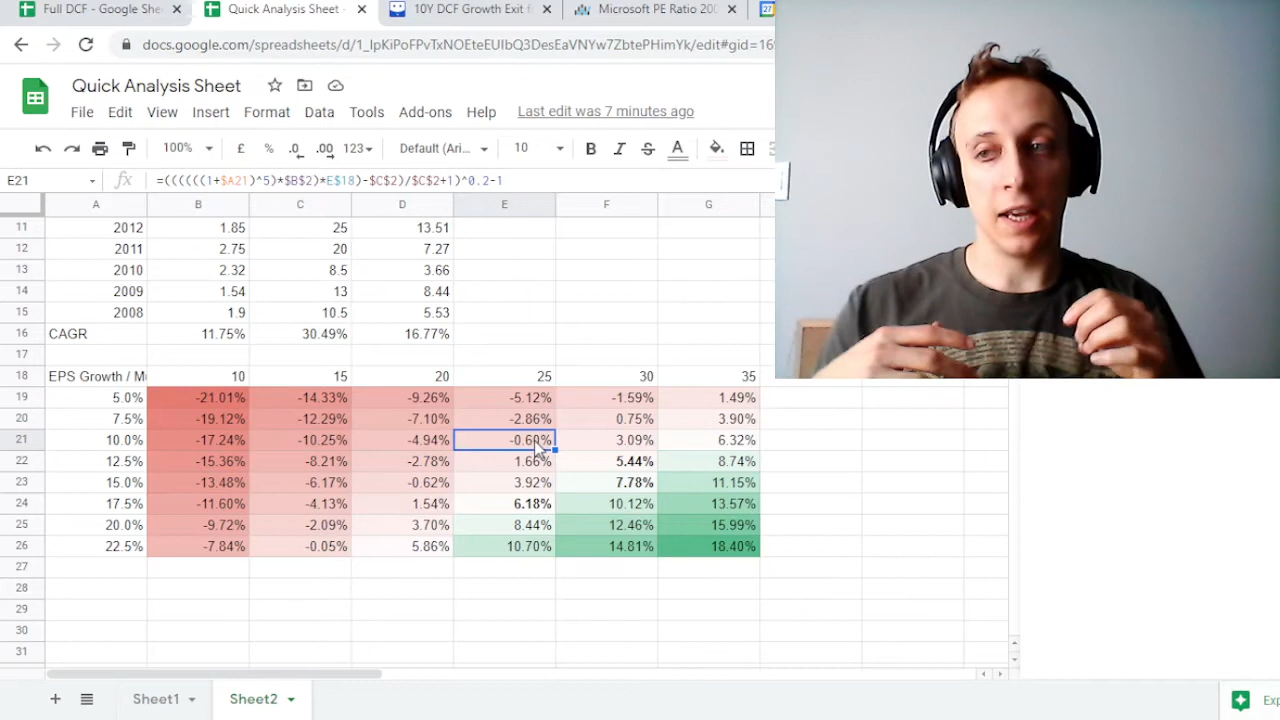 Full DCF - Google She
Quick Analysis Sheet -
10Y DCF Growth Exit f
Microsoft PE Ratio 200
docs.google.com/spreadsheets/d/1_IpKiPoFPvTxNOEteEUIbQ3DesEaVNYw7ZbtePHimYk/edit#gid=169
Quick Analysis Sheet
File Edit View Insert Format Data Tools Add-ons Help Last edit was 7 minutes ago
100% £ % .0 .00 123 Default (Ari... 10 B I S A
E21 fx =((((((1+$A21)^5)*$B$2)*E$18)-$C$2)/$C$2+1)^0.2-1
A B C D E F G
11 2012 1.85 25 13.51
12 2011 2.75 20 7.27
13 2010 2.32 8.5 3.66
14 2009 1.54 13 8.44
15 2008 1.9 10.5 5.53
16 CAGR 11.75% 30.49% 16.77%
17
18 EPS Growth / Mu 10 15 20 25 30 35
19 5.0% -21.01% -14.33% -9.26% -5.12% -1.59% 1.49%
20 7.5% -19.12% -12.29% -7.10% -2.86% 0.75% 3.90%
21 10.0% -17.24% -10.25% -4.94% -0.60% 3.09% 6.32%
22 12.5% -15.36% -8.21% -2.78% 1.66% 5.44% 8.74%
23 15.0% -13.48% -6.17% -0.62% 3.92% 7.78% 11.15%
24 17.5% -11.60% -4.13% 1.54% 6.18% 10.12% 13.57%
25 20.0% -9.72% -2.09% 3.70% 8.44% 12.46% 15.99%
26 22.5% -7.84% -0.05% 5.86% 10.70% 14.81% 18.40%
27
28
29
30
31
Sheet1 Sheet2 Exp